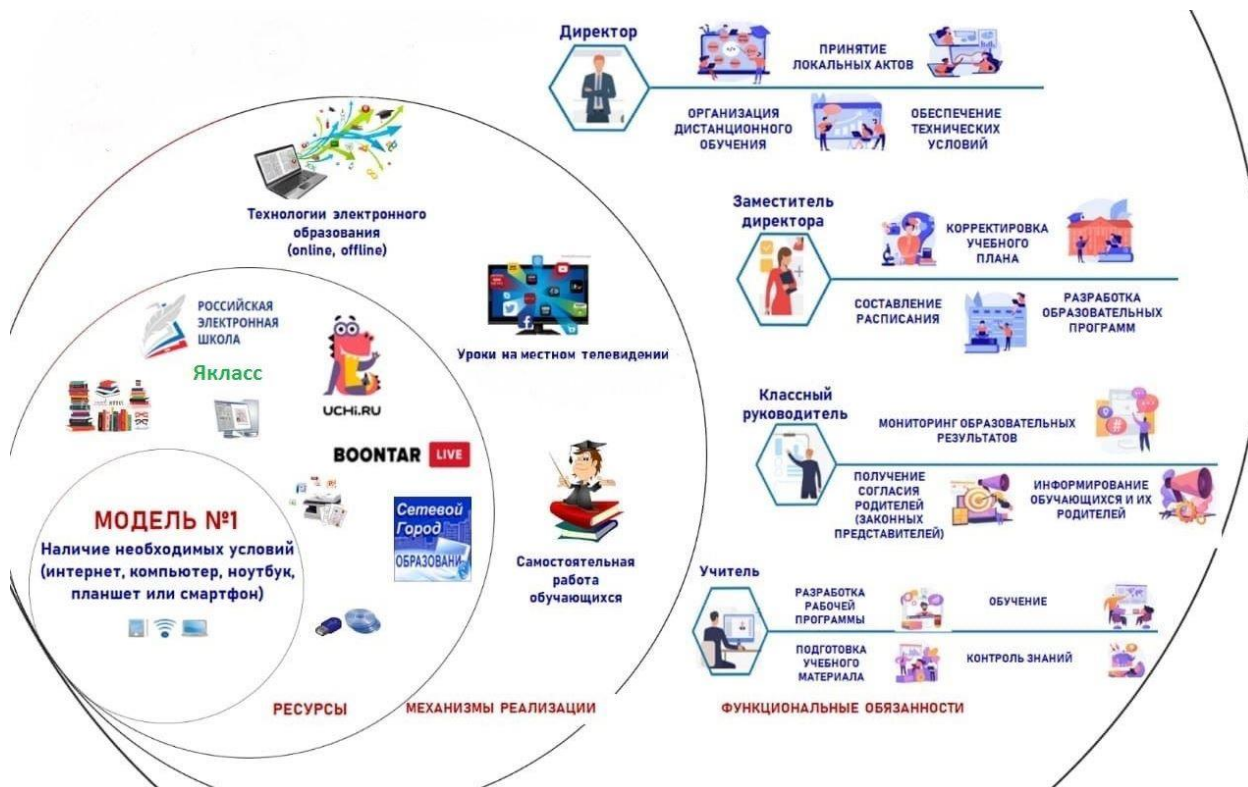 Директор
ПРИНЯТИЕ
ЛОКАЛЬНЫХ АКТОВ
ОРГАНИЗАЦИЯ
ДИСТАНЦИОННОГО
ОБУЧЕНИЯ
ОБЕСПЕЧЕНИЕ
ТЕХНИЧЕСКИХ
УСЛОВИЙ
Заместитель
директора
КОРРЕКТИРОВКА
УЧЕБНОГО
ПЛАНА
СОСТАВЛЕНИЕ
РАСПИСАНИЯ
РАЗРАБОТКА
ОБРАЗОВАТЕЛЬНЫХ
ПРОГРАММ
Классный
руководитель
МОНИТОРИНГ ОБРАЗОВАТЕЛЬНЫХ
РЕЗУЛЬТАТОВ
ПОЛУЧЕНИЕ
СОГЛАСИЯ
РОДИТЕЛЕЙ
(ЗАКОННЫХ
ПРЕДСТАВИТЕЛЕЙ)
ИНФОРМИРОВАНИЕ
ОБУЧАЮЩИХСЯ И ИХ
РОДИТЕЛЕЙ
Учитель
РАЗРАБОТКА
РАБОЧЕЙ
ПРОГРАММЫ
ОБУЧЕНИЕ
ПОДГОТОВКА
УЧЕБНОГО
МАТЕРИАЛА
КОНТРОЛЬ ЗНАНИЙ
ФУНКЦИОНАЛЬНЫЕ ОБЯЗАННОСТИ
Технологии электронного
образования
(online, offline)
Уроки на местном телевидении
Самостоятельная
работа
обучающихся
МЕХАНИЗМЫ РЕАЛИЗАЦИИ
РОССИЙСКАЯ
ЭЛЕКТРОННАЯ
ШКОЛА
Якласс
UCHi.RU
BOONTAR LIVE
Сетевой
Город
ОБРАЗОВАНИ
РЕСУРСЫ
МОДЕЛЬ №1
Наличие необходимых условий
(интернет, компьютер, ноутбук,
планшет или смартфон)